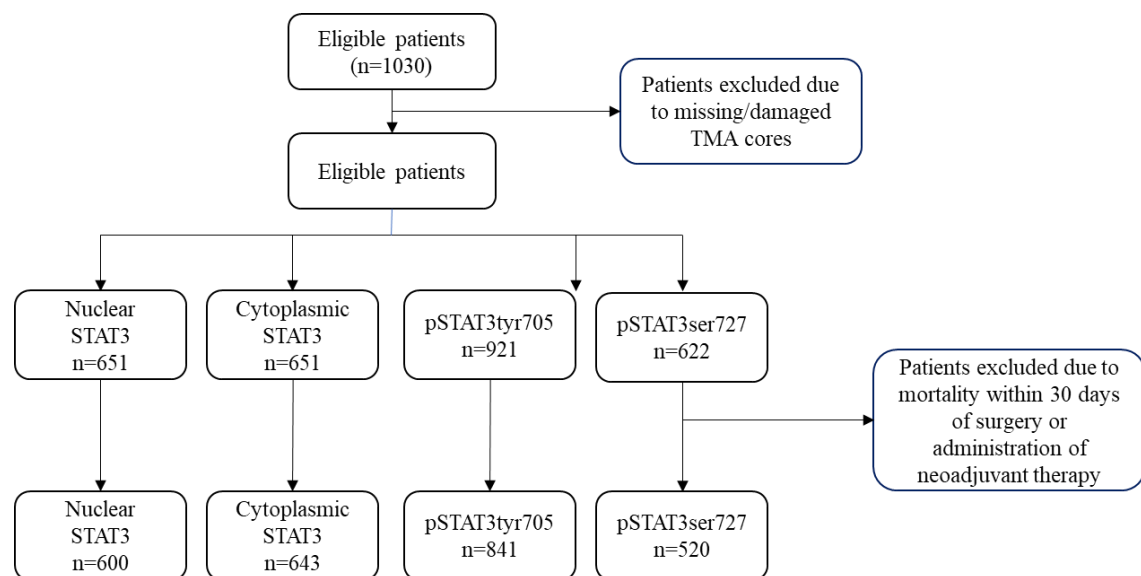 Eligible patients
(n=1030)
Patients excluded due
to missing/damaged
TMA cores
Eligible patients
Nuclear
STAT3
n=651
Cytoplasmic
STAT3
n=651
pSTAT3tyr705
n=921
pSTAT3ser727
n=622
Patients excluded due to
mortality within 30 days
of surgery or
administration of
neoadjuvant therapy
Nuclear
STAT3
n=600
Cytoplasmic
STAT3
n=643
pSTAT3tyr705
n=841
pSTAT3ser727
n=520